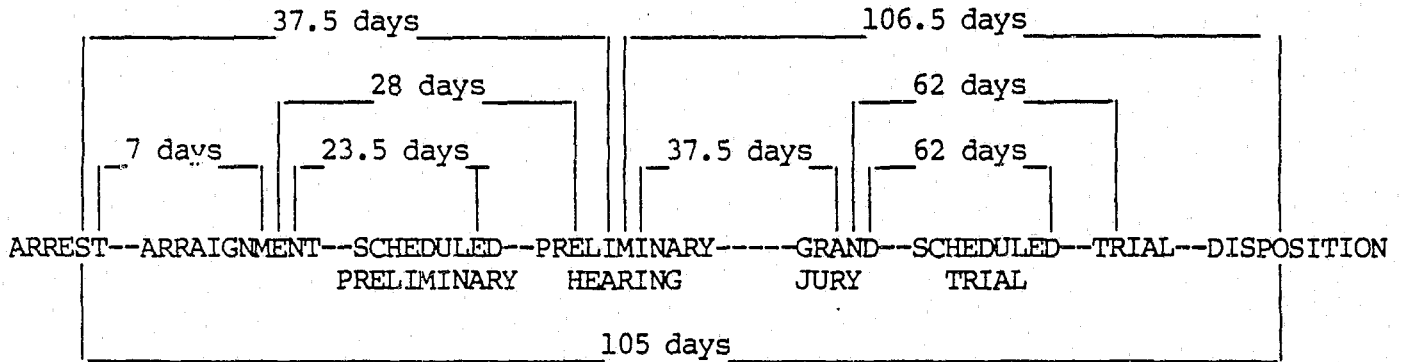 37.5 days 106.5 days
28 days 62 days
7 days 23.5 days 37.5 days 62 days
ARREST--ARRAIGNMENT--SCHEDULED--PRELIMINARY-----GRAND--SCHEDULED--TRIAL--DISPOSITION
PRELIMINARY HEARING JURY TRIAL
105 days